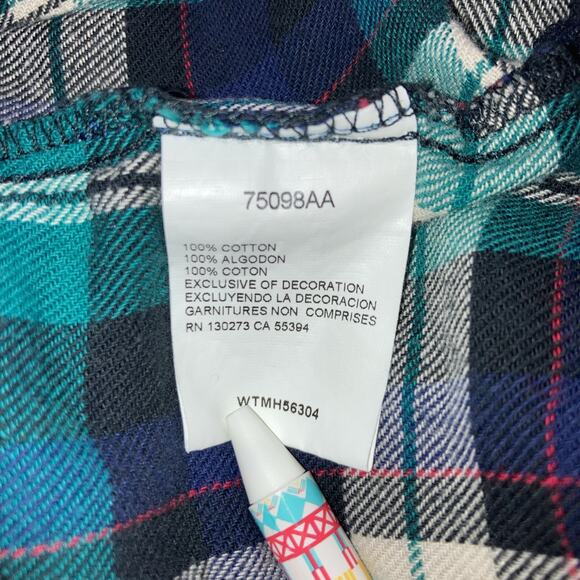 75098AA
100% COTTON
100% ALGODON
100% COTON
EXCLUSIVE OF DECORATION
EXCLUYENDO LA DECORACION
GARNITURES NON COMPRISES
RN 130273 CA 55394
WTMH56304